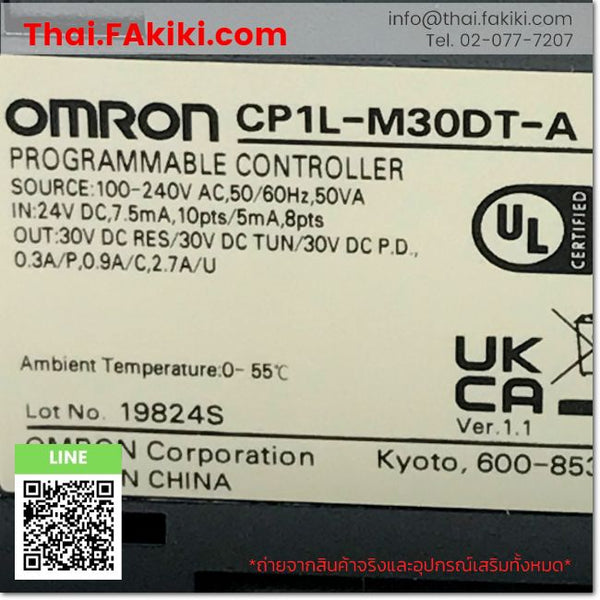 Thai.FAkiki.com
info@thai.fakiki.com
Tel. 02-077-7207
OMRON CP1L-M30DT-A
PROGRAMMABLE CONTROLLER
SOURCE:100-240V AC,50/60Hz,50VA
IN:24V DC,7.5mA,10pts/5mA,8pts
OUT:30V DC RES/30V DC TUN/30V DC P.D.,
0.3A/P,0.9A/C,2.7A/U
UL CERTIFIED
Ambient Temperature:0- 55℃
UK
CA
Lot No. 19824S
Ver.1.1
OMRON Corporation Kyoto, 600-853
LINE
N CHINA
*ถ่ายจากสินค้าจริงและอุปกรณ์เสริมทั้งหมด*